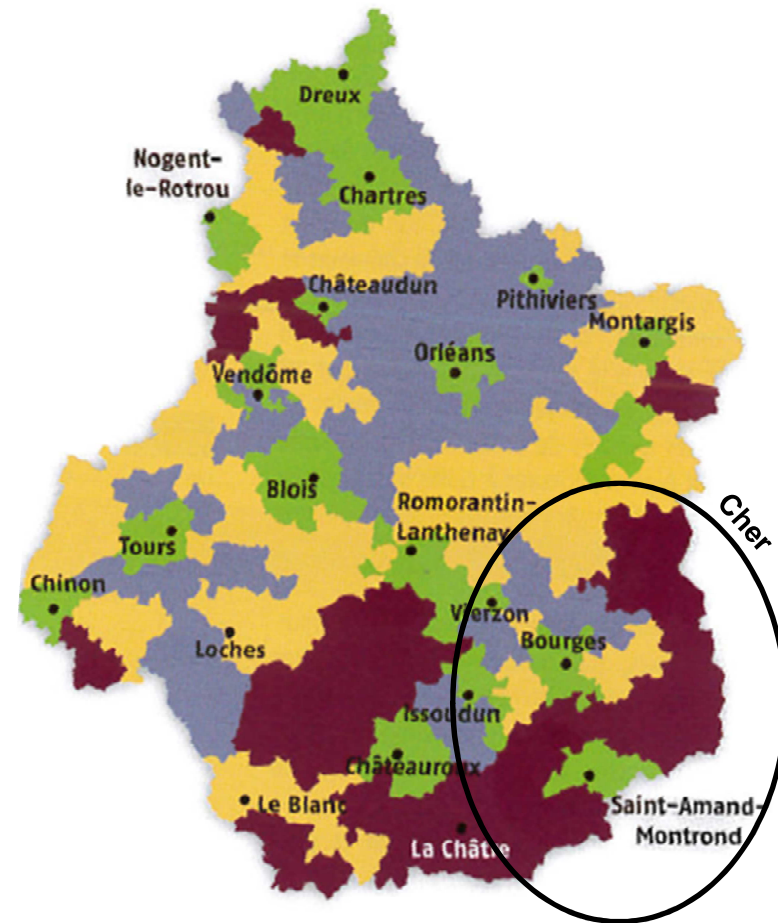 Dreux
Nogent-
le-Rotrou
Chartres
Châteaudun
Pithiviers
Montargis
Orléans
Vendôme
Blois
Romorantin-
Lanthenay
Cher
Tours
Chinon
Vierzon
Bourges
Loches
Issoudun
Châteauroux
Le Blanc
Saint-Amand-
Montrond
La Châtre